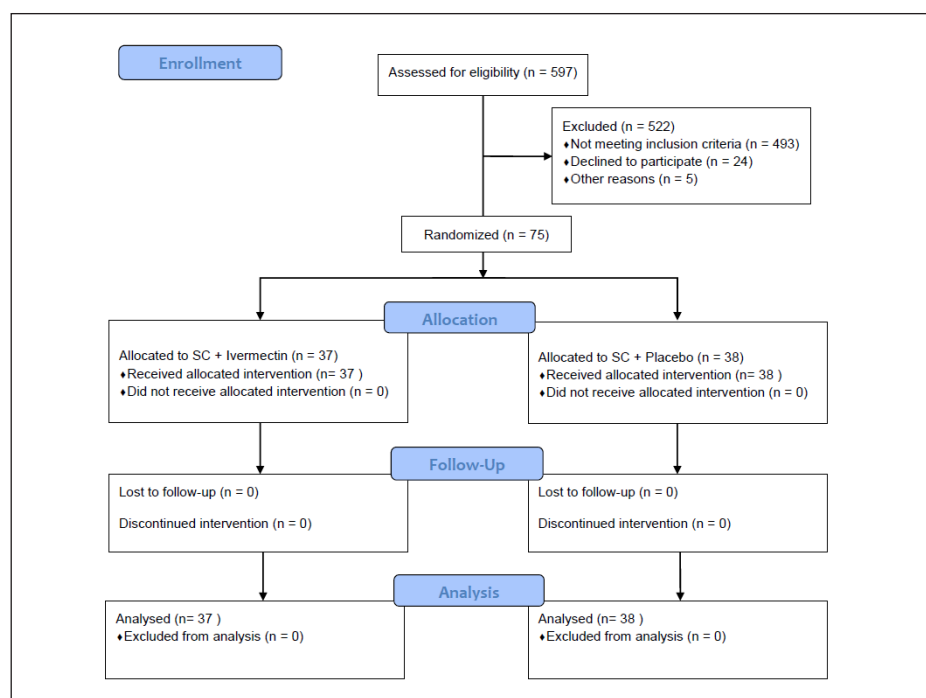 Enrollment
Assessed for eligibility (n = 597)
Excluded (n = 522)
♦Not meeting inclusion criteria (n = 493)
♦Declined to participate (n = 24)
♦Other reasons (n = 5)
Randomized (n = 75)
Allocation
Allocated to SC + Ivermectin (n = 37)
♦Received allocated intervention (n= 37 )
♦Did not receive allocated intervention (n = 0)
Allocated to SC + Placebo (n = 38)
♦Received allocated intervention (n= 38 )
♦Did not receive allocated intervention (n = 0)
Follow-Up
Lost to follow-up (n = 0)
Discontinued intervention (n = 0)
Lost to follow-up (n = 0)
Discontinued intervention (n = 0)
Analysis
Analysed (n= 37 )
♦Excluded from analysis (n = 0)
Analysed (n= 38 )
♦Excluded from analysis (n = 0)